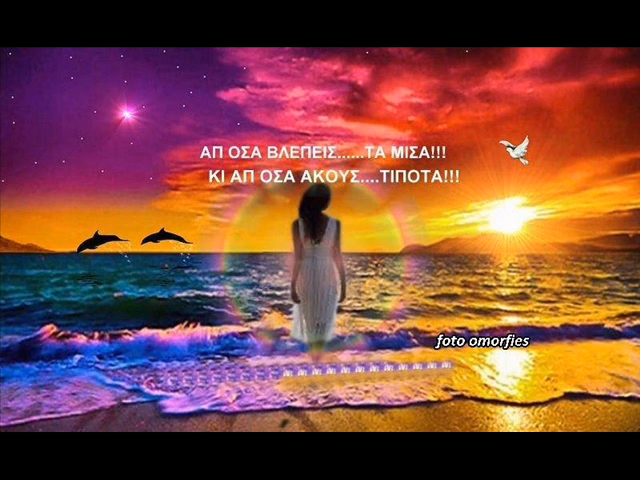 ΑΠ ΟΣΑ ΒΛΕΠΕΙΣ......ΤΑ ΜΙΣΑ!!!
ΚΙ ΑΠ ΟΣΑ ΑΚΟΥΣ....ΤΙΠΟΤΑ!!!
foto omorfies